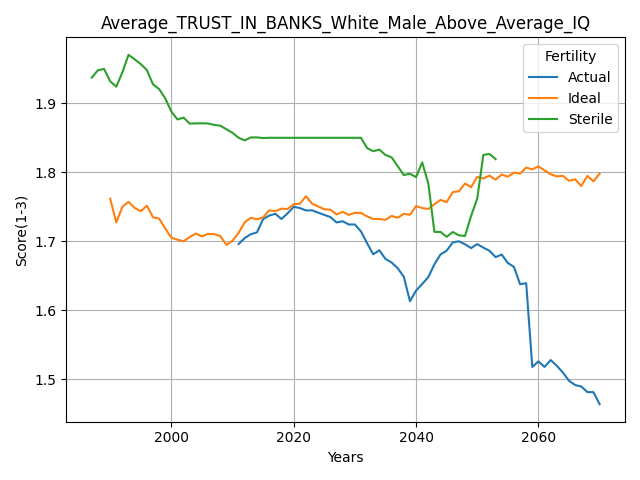 Average_TRUST_IN_BANKS_White_Male_Above_Average_IQ
Fertility
Actual
Ideal
Sterile
Score(1-3)
1.9
1.8
1.7
1.6
1.5
2000 2020 2040 2060
Years